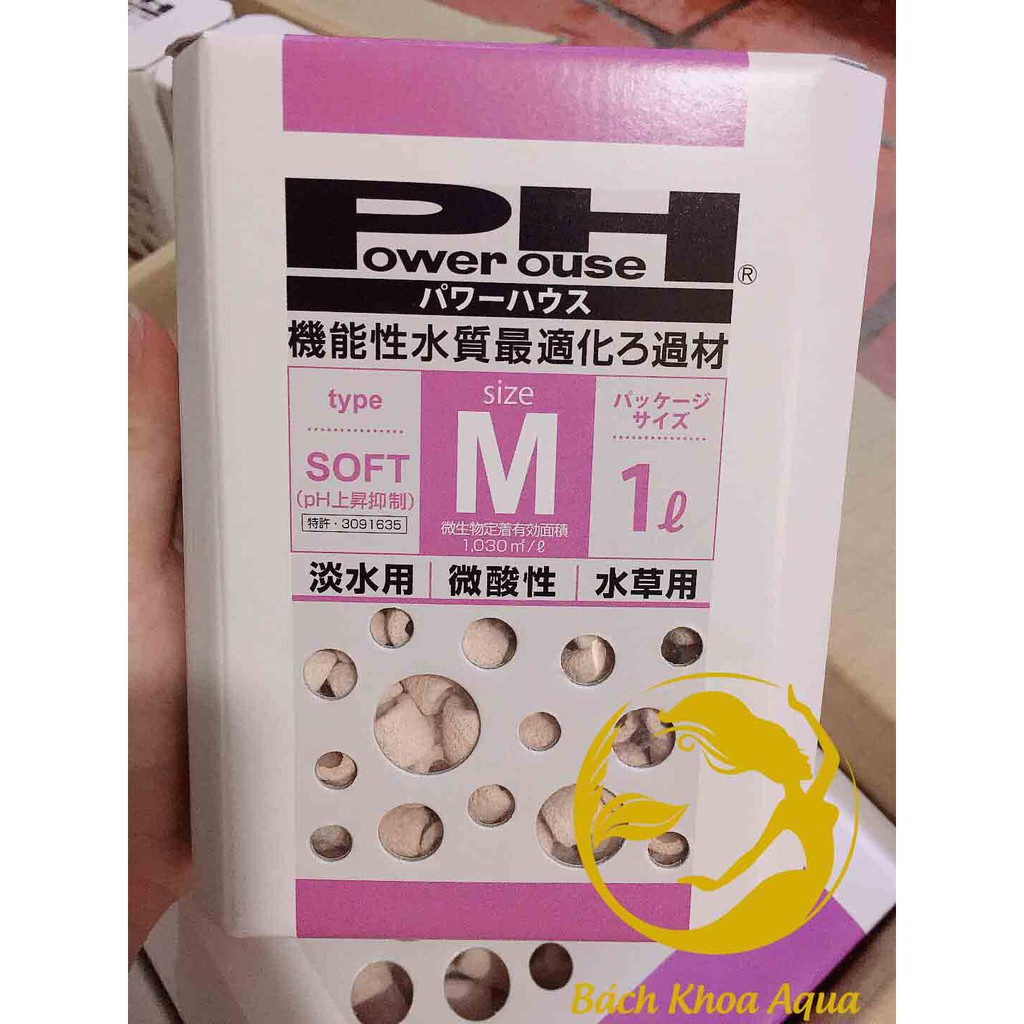 PH
Power House®
パワーハウス
機能性水質最適化ろ過材
type
SOFT
(pH上昇抑制)
特許・3091635
size
M
微生物定着有効面積
1,030㎡/ℓ
パッケージ
サイズ
1ℓ
淡水用 | 微酸性 | 水草用
Bách Khoa Aqua